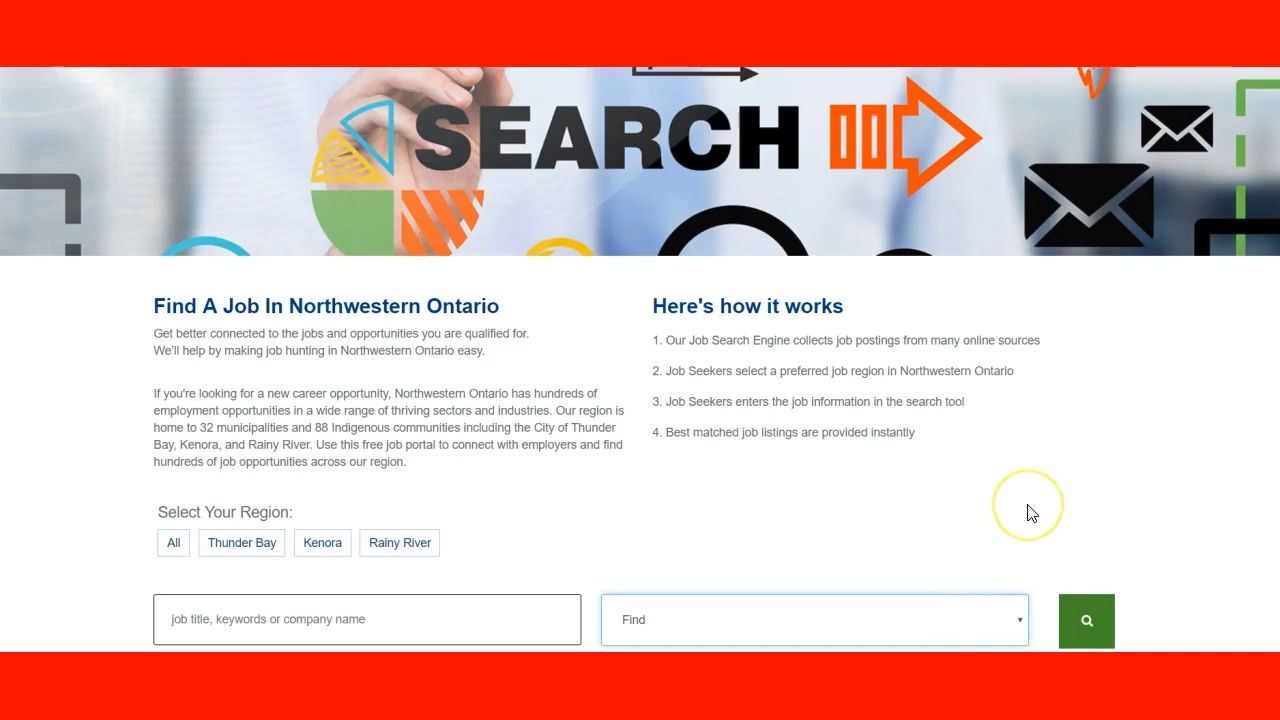 SEARCH
Find A Job In Northwestern Ontario
Get better connected to the jobs and opportunities you are qualified for.
We'll help by making job hunting in Northwestern Ontario easy.
If you're looking for a new career opportunity, Northwestern Ontario has hundreds of
employment opportunities in a wide range of thriving sectors and industries. Our region is
home to 32 municipalities and 88 Indigenous communities including the City of Thunder
Bay, Kenora, and Rainy River. Use this free job portal to connect with employers and find
hundreds of job opportunities across our region.
Here's how it works
1. Our Job Search Engine collects job postings from many online sources
2. Job Seekers select a preferred job region in Northwestern Ontario
3. Job Seekers enters the job information in the search tool
4. Best matched job listings are provided instantly
Select Your Region:
All Thunder Bay Kenora Rainy River
job title, keywords or company name Find